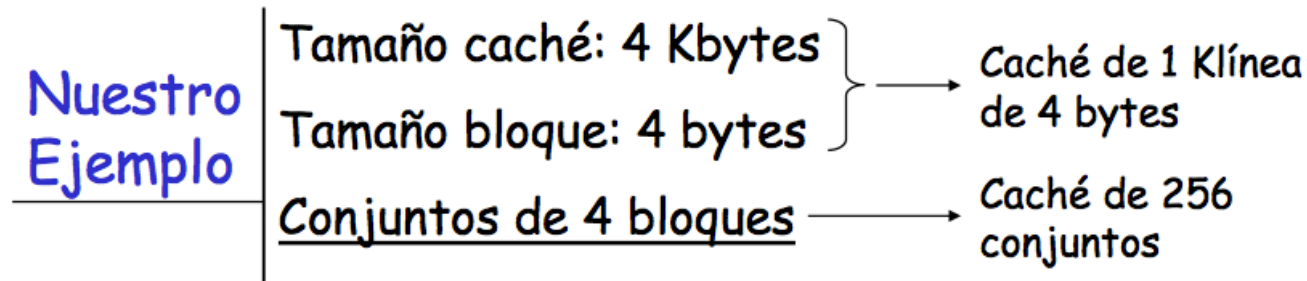 Nuestro
Ejemplo
Tamaño caché: 4 Kbytes
Tamaño bloque: 4 bytes
Conjuntos de 4 bloques
Caché de 1 Klínea
de 4 bytes
Caché de 256
conjuntos